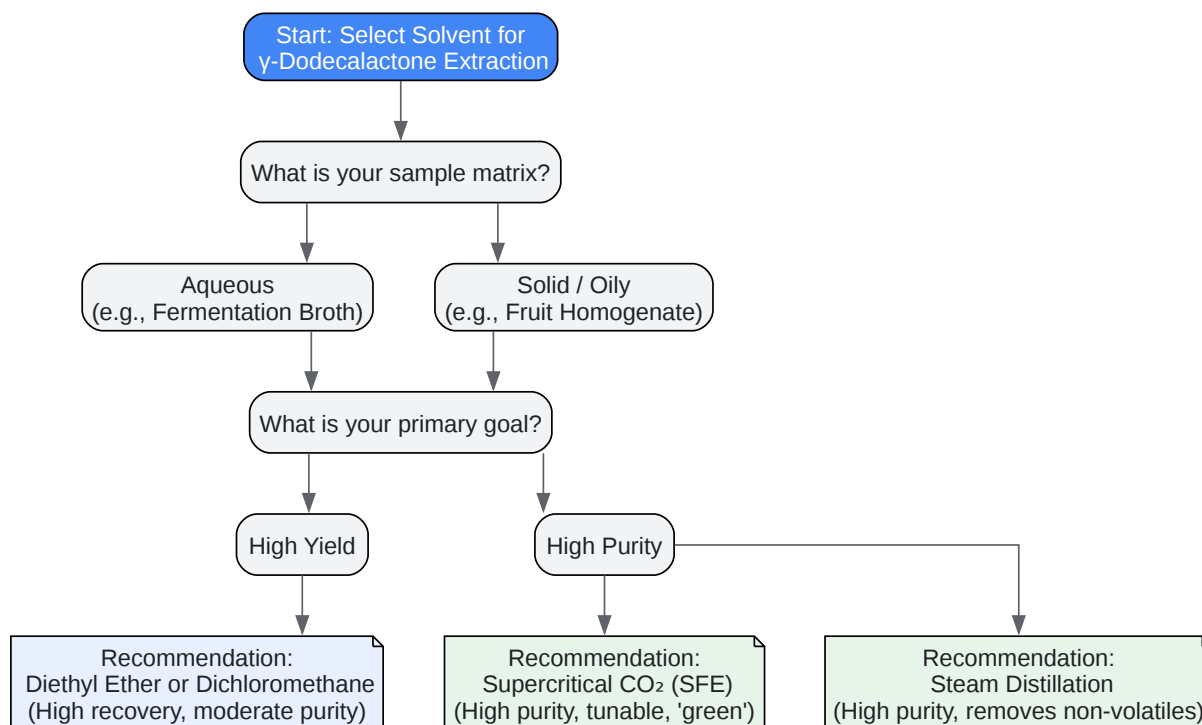 Start: Select Solvent for
γ-Dodecalactone Extraction
What is your sample matrix?
Aqueous
(e.g., Fermentation Broth)
Solid / Oily
(e.g., Fruit Homogenate)
What is your primary goal?
High Yield
High Purity
Recommendation:
Diethyl Ether or Dichloromethane
(High recovery, moderate purity)
Recommendation:
Supercritical CO₂ (SFE)
(High purity, tunable, 'green')
Recommendation:
Steam Distillation
(High purity, removes non-volatiles)